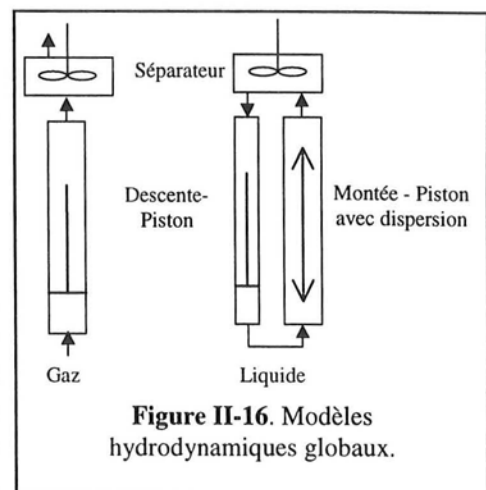 Séparateur
Descente-
Piston
Montée - Piston
avec dispersion
Gaz
Liquide
Figure II-16. Modèles
hydrodynamiques globaux.